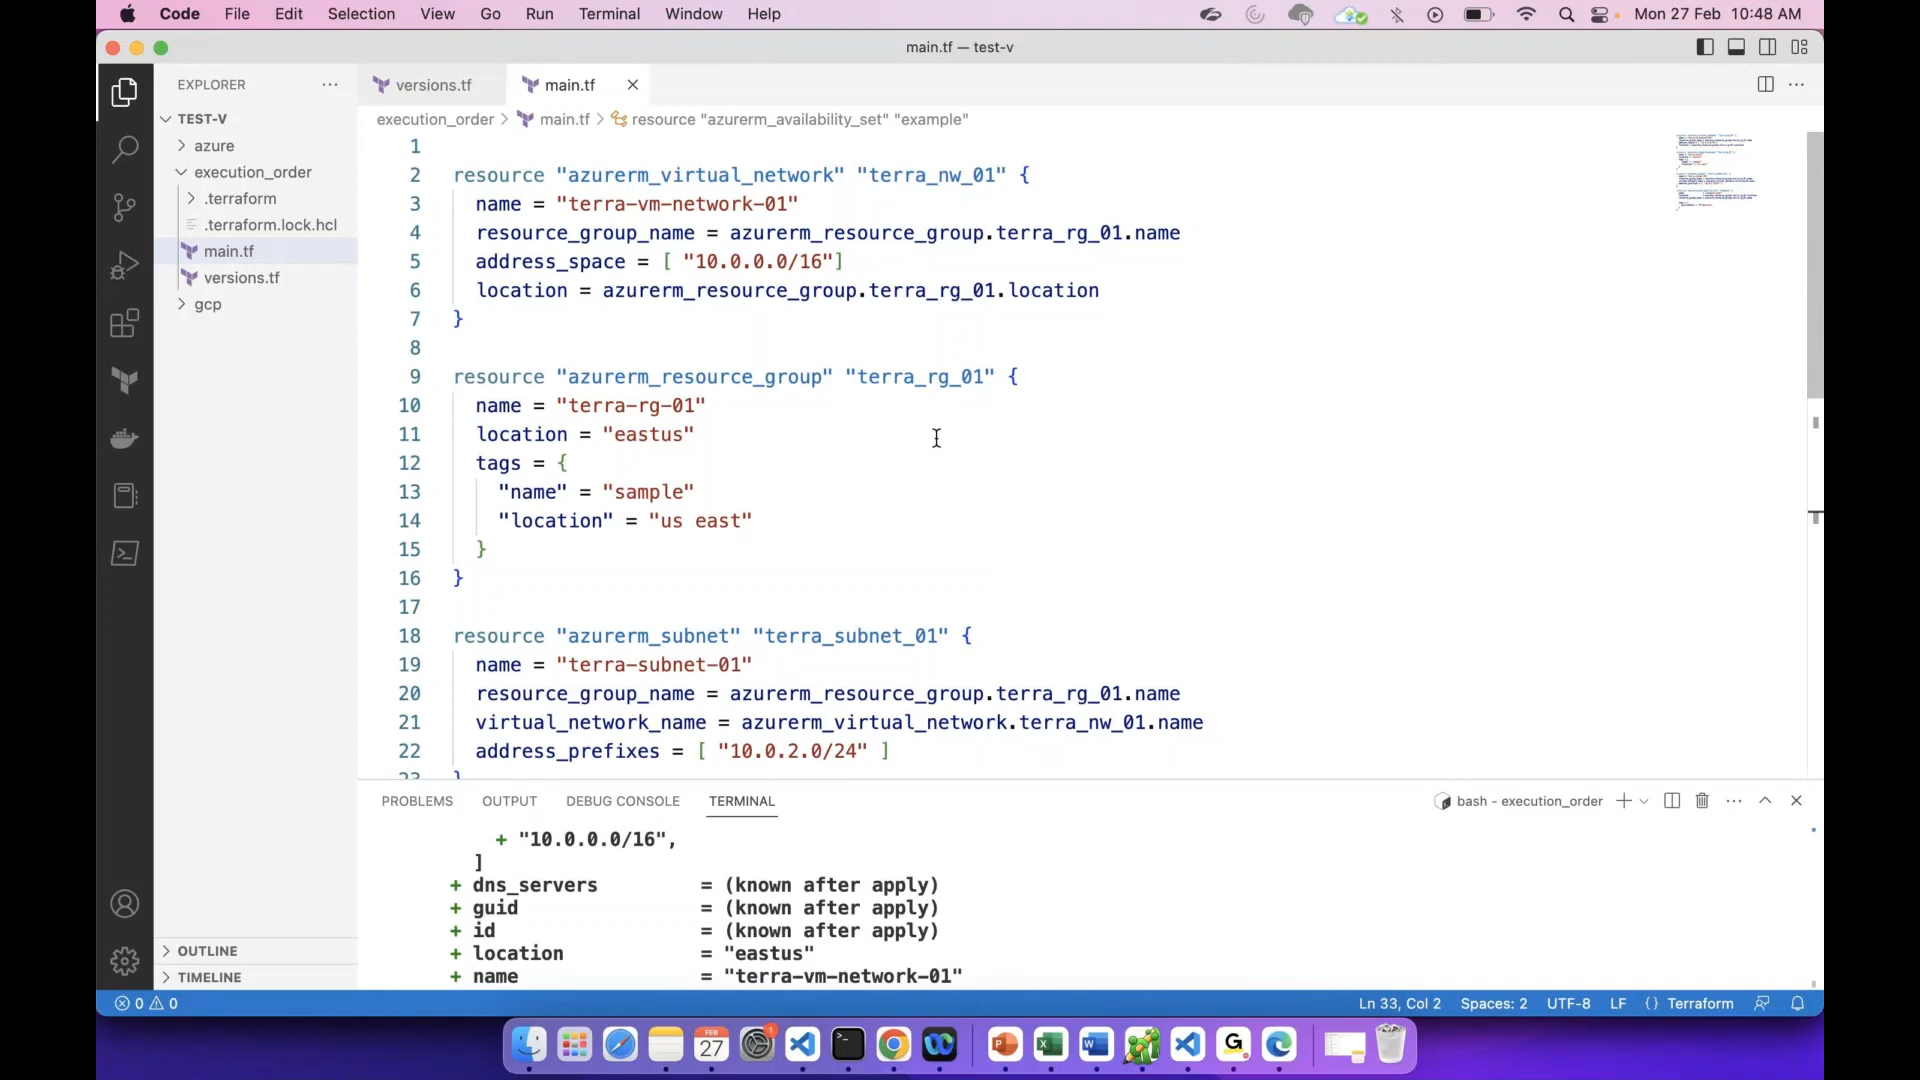 Code File Edit Selection View Go Run Terminal Window Help Mon 27 Feb 10:48 AM
main.tf — test-v
EXPLORER
versions.tf main.tf
TEST-V
execution_order > main.tf > resource "azurerm_availability_set" "example"
azure
execution_order
.terraform
.terraform.lock.hcl
main.tf
versions.tf
gcp
1
2 resource "azurerm_virtual_network" "terra_nw_01" {
3 name = "terra-vm-network-01"
4 resource_group_name = azurerm_resource_group.terra_rg_01.name
5 address_space = [ "10.0.0.0/16"]
6 location = azurerm_resource_group.terra_rg_01.location
7 }
8
9 resource "azurerm_resource_group" "terra_rg_01" {
10 name = "terra-rg-01"
11 location = "eastus"
12 tags = {
13 "name" = "sample"
14 "location" = "us east"
15 }
16 }
17
18 resource "azurerm_subnet" "terra_subnet_01" {
19 name = "terra-subnet-01"
20 resource_group_name = azurerm_resource_group.terra_rg_01.name
21 virtual_network_name = azurerm_virtual_network.terra_nw_01.name
22 address_prefixes = [ "10.0.2.0/24" ]
23 }
PROBLEMS OUTPUT DEBUG CONSOLE TERMINAL bash - execution_order
+ "10.0.0.0/16",
]
+ dns_servers = (known after apply)
+ guid = (known after apply)
+ id = (known after apply)
+ location = "eastus"
+ name = "terra-vm-network-01"
OUTLINE
TIMELINE
0 0 Ln 33, Col 2 Spaces: 2 UTF-8 LF {} Terraform
FEB
27
1